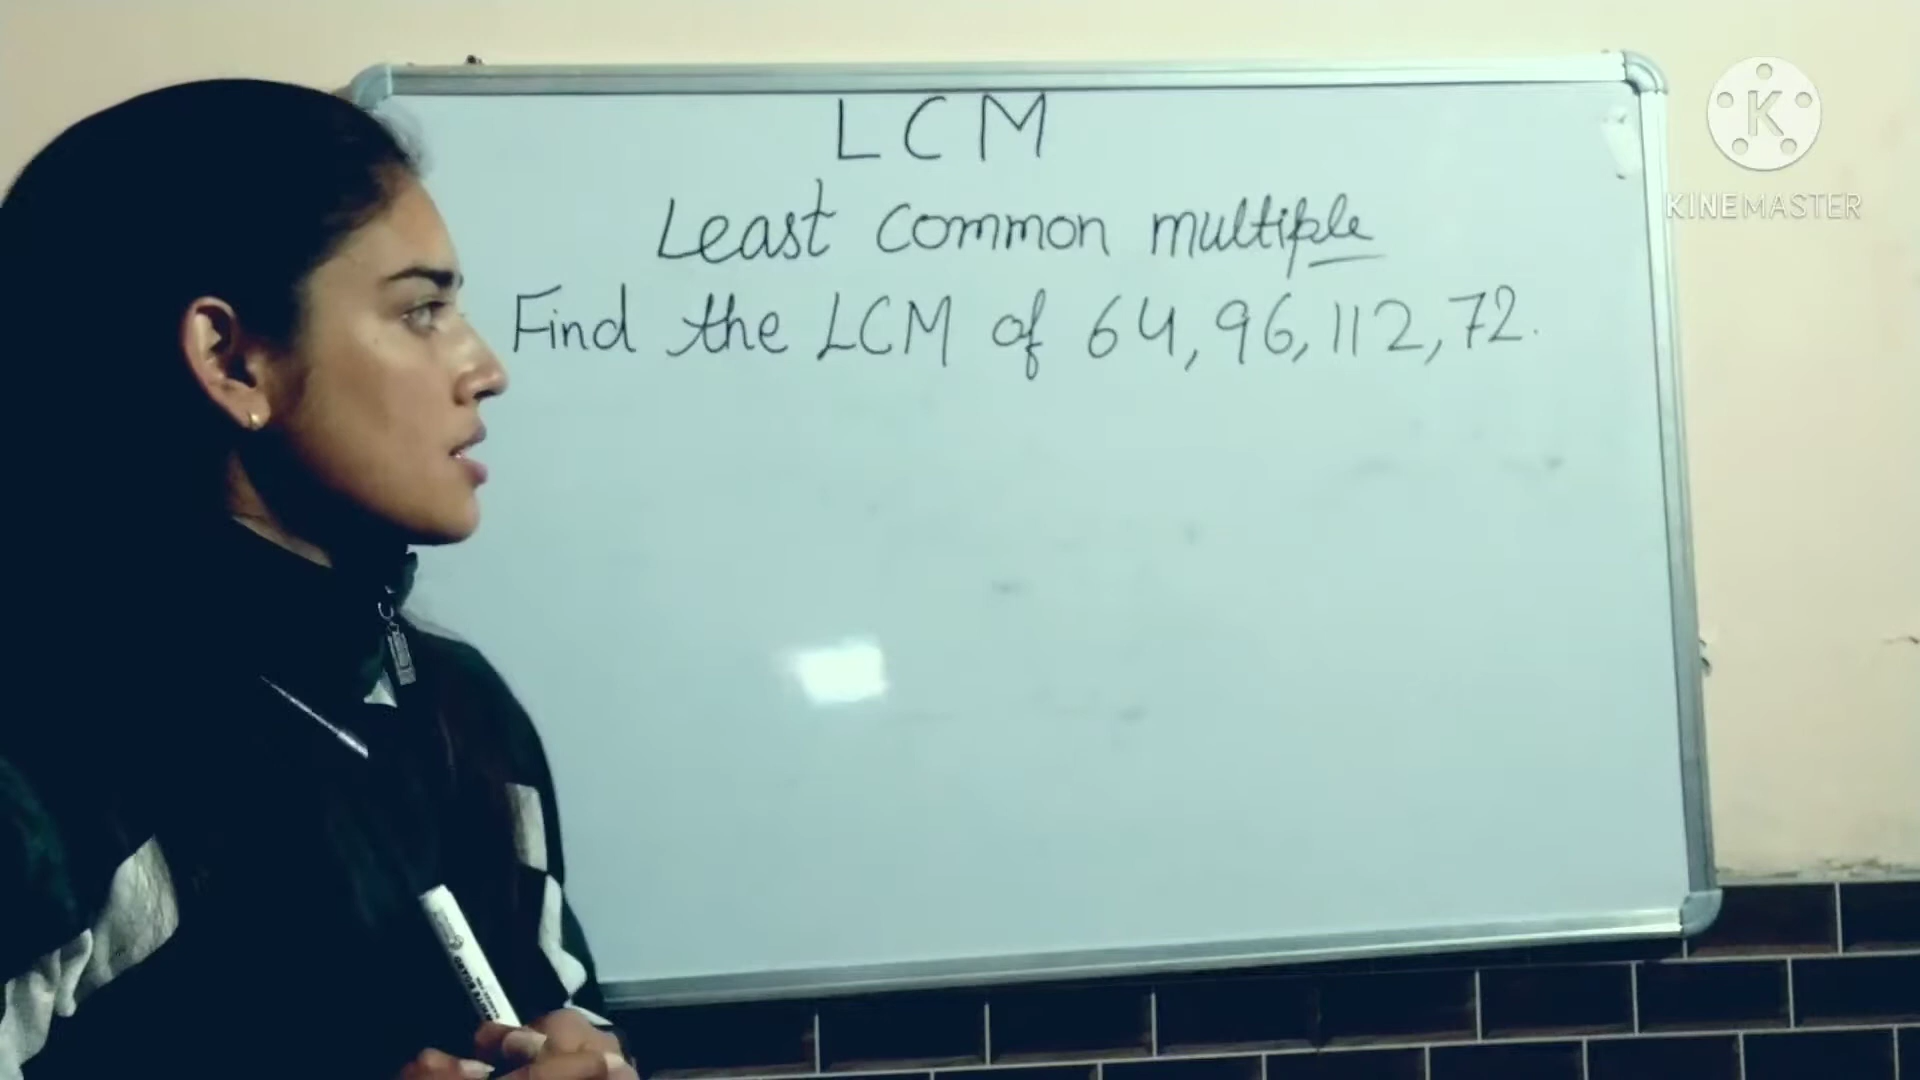 LCM
Least common multiple
Find the LCM of 64, 96, 112, 72.
K
KINEMASTER